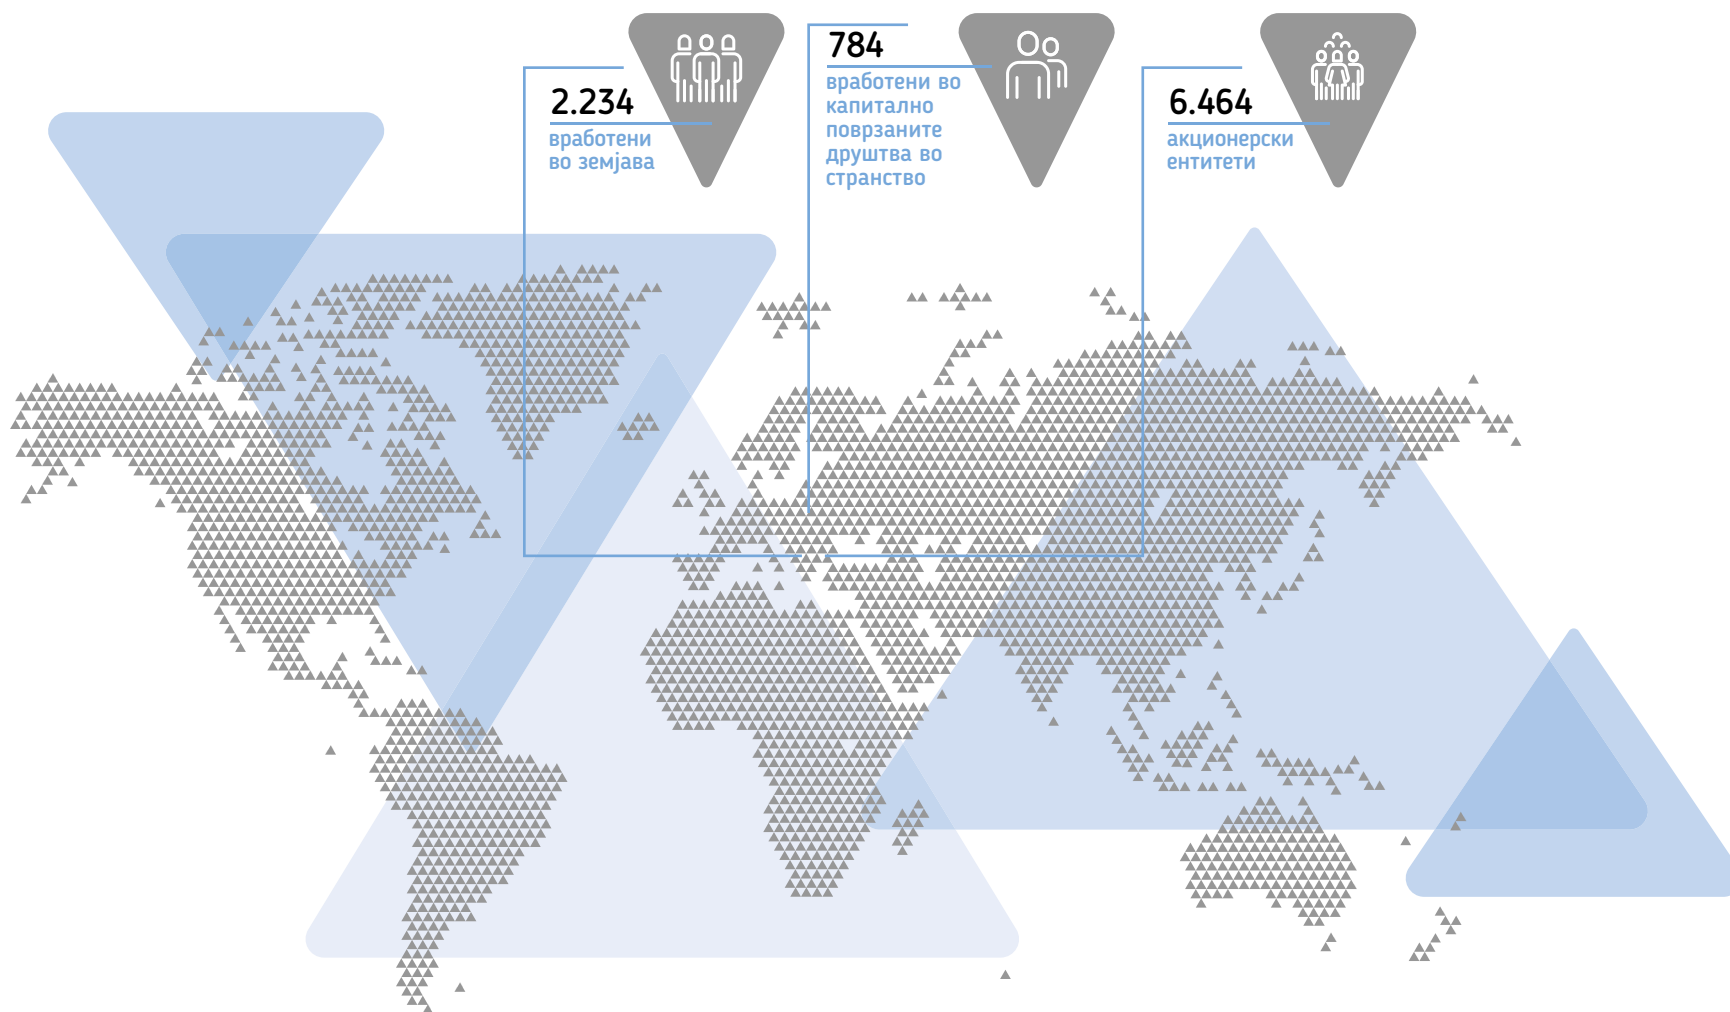 2.234
вработени
во земјава
784
вработени во
капитално
поврзаните
друштва во
странство
6.464
акционерски
ентитети